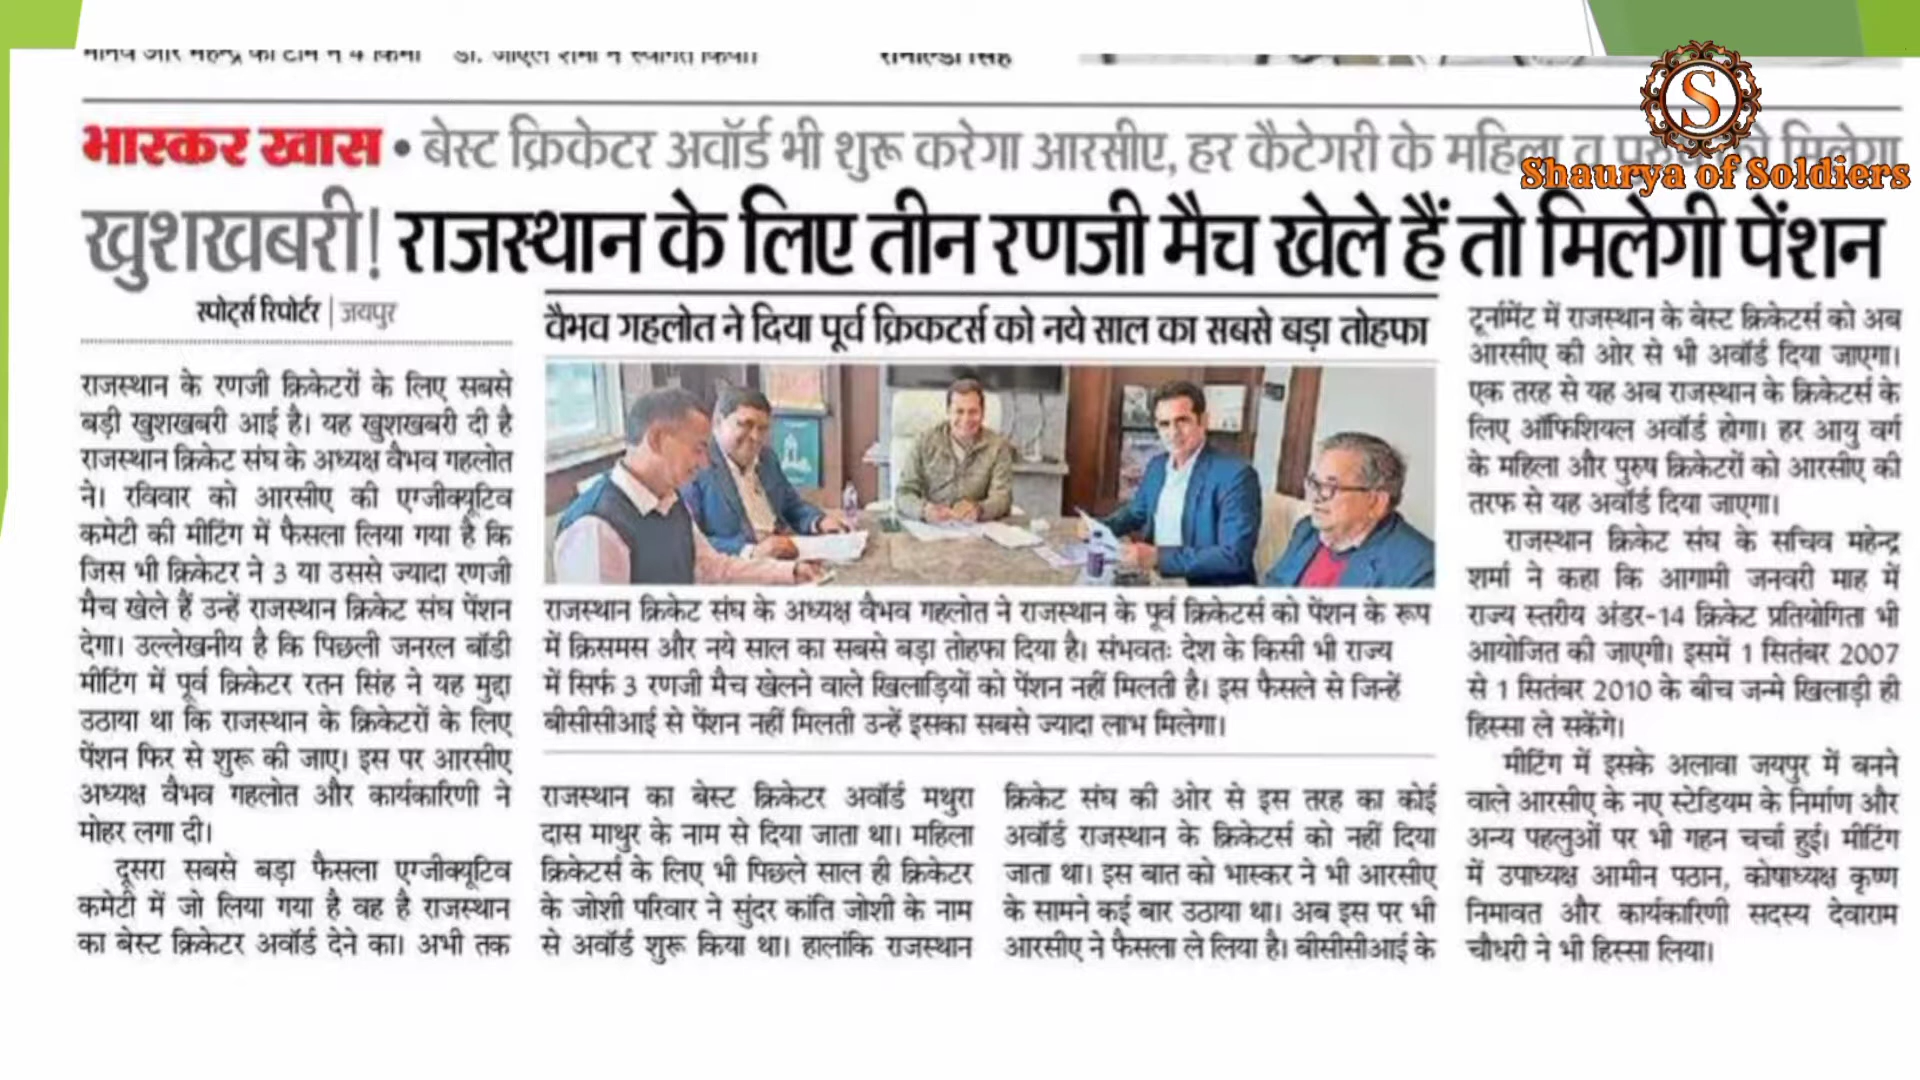 भास्कर खास • बेस्ट क्रिकेटर अवॉर्ड भी शुरू करेगा आरसीए, हर कैटेगरी के महिला व को मिलेगा
Shaurya of Soldiers
खुशखबरी! राजस्थान के लिए तीन रणजी मैच खेले हैं तो मिलेगी पेंशन
स्पोर्ट्स रिपोर्टर | जयपुर
राजस्थान के रणजी क्रिकेटरों के लिए सबसे
बड़ी खुशखबरी आई है। यह खुशखबरी दी है
राजस्थान क्रिकेट संघ के अध्यक्ष वैभव गहलोत
ने। रविवार को आरसीए की एग्जीक्यूटिव
कमेटी की मीटिंग में फैसला लिया गया है कि
जिस भी क्रिकेटर ने 3 या उससे ज्यादा रणजी
मैच खेले हैं उन्हें राजस्थान क्रिकेट संघ पेंशन
देगा। उल्लेखनीय है कि पिछली जनरल बॉडी
मीटिंग में पूर्व क्रिकेटर रतन सिंह ने यह मुद्दा
उठाया था कि राजस्थान के क्रिकेटरों के लिए
पेंशन फिर से शुरू की जाए। इस पर आरसीए
अध्यक्ष वैभव गहलोत और कार्यकारिणी ने
मोहर लगा दी।
दूसरा सबसे बड़ा फैसला एग्जीक्यूटिव
कमेटी में जो लिया गया है वह है राजस्थान
का बेस्ट क्रिकेटर अवॉर्ड देने का। अभी तक
वैभव गहलोत ने दिया पूर्व क्रिकटर्स को नये साल का सबसे बड़ा तोहफा
राजस्थान क्रिकेट संघ के अध्यक्ष वैभव गहलोत ने राजस्थान के पूर्व क्रिकेटर्स को पेंशन के रूप
में क्रिसमस और नये साल का सबसे बड़ा तोहफा दिया है। संभवतः देश के किसी भी राज्य
में सिर्फ 3 रणजी मैच खेलने वाले खिलाड़ियों को पेंशन नहीं मिलती है। इस फैसले से जिन्हें
बीसीसीआई से पेंशन नहीं मिलती उन्हें इसका सबसे ज्यादा लाभ मिलेगा।
राजस्थान का बेस्ट क्रिकेटर अवॉर्ड मथुरा
दास माथुर के नाम से दिया जाता था। महिला
क्रिकेटर्स के लिए भी पिछले साल ही क्रिकेटर
के जोशी परिवार ने सुंदर कांति जोशी के नाम
से अवॉर्ड शुरू किया था। हालांकि राजस्थान
क्रिकेट संघ की ओर से इस तरह का कोई
अवॉर्ड राजस्थान के क्रिकेटर्स को नहीं दिया
जाता था। इस बात को भास्कर ने भी आरसीए
के सामने कई बार उठाया था। अब इस पर भी
आरसीए ने फैसला ले लिया है। बीसीसीआई के
टूर्नामेंट में राजस्थान के बेस्ट क्रिकेटर्स को अब
आरसीए की ओर से भी अवॉर्ड दिया जाएगा।
एक तरह से यह अब राजस्थान के क्रिकेटर्स के
लिए ऑफिशियल अवॉर्ड होगा। हर आयु वर्ग
के महिला और पुरुष क्रिकेटरों को आरसीए की
तरफ से यह अवॉर्ड दिया जाएगा।
राजस्थान क्रिकेट संघ के सचिव महेन्द्र
शर्मा ने कहा कि आगामी जनवरी माह में
राज्य स्तरीय अंडर-14 क्रिकेट प्रतियोगिता भी
आयोजित की जाएगी। इसमें 1 सितंबर 2007
से 1 सितंबर 2010 के बीच जन्मे खिलाड़ी ही
हिस्सा ले सकेंगे।
मीटिंग में इसके अलावा जयपुर में बनने
वाले आरसीए के नए स्टेडियम के निर्माण और
अन्य पहलुओं पर भी गहन चर्चा हुई। मीटिंग
में उपाध्यक्ष आमीन पठान, कोषाध्यक्ष कृष्ण
निमावत और कार्यकारिणी सदस्य देवाराम
चौधरी ने भी हिस्सा लिया।